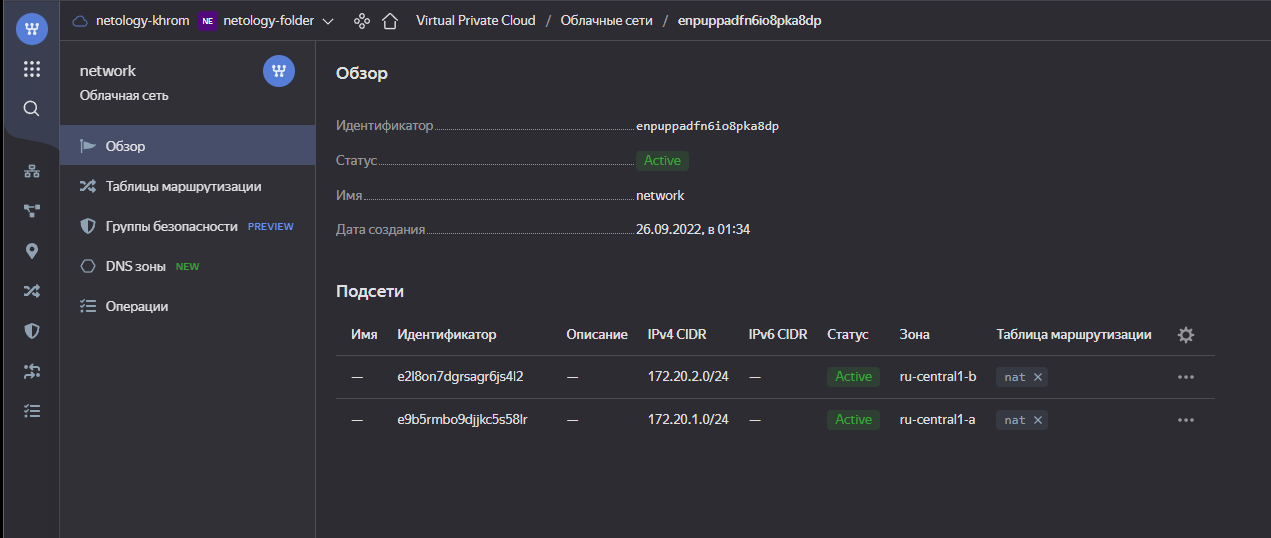 netology-khrom NE netology-folder Virtual Private Cloud / Облачные сети / enpuppadfn6io8pka8dp
network
Облачная сеть
Обзор
Таблицы маршрутизации
Группы безопасности PREVIEW
DNS зоны NEW
Операции
Обзор
Идентификатор enpuppadfn6io8pka8dp
Статус Active
Имя network
Дата создания 26.09.2022, в 01:34
Подсети
Имя Идентификатор Описание IPv4 CIDR IPv6 CIDR Статус Зона Таблица маршрутизации
— e2l8on7dgrsagr6js4l2 — 172.20.2.0/24 — Active ru-central1-b nat ×
— e9b5rmbo9djjkc5s58lr — 172.20.1.0/24 — Active ru-central1-a nat ×